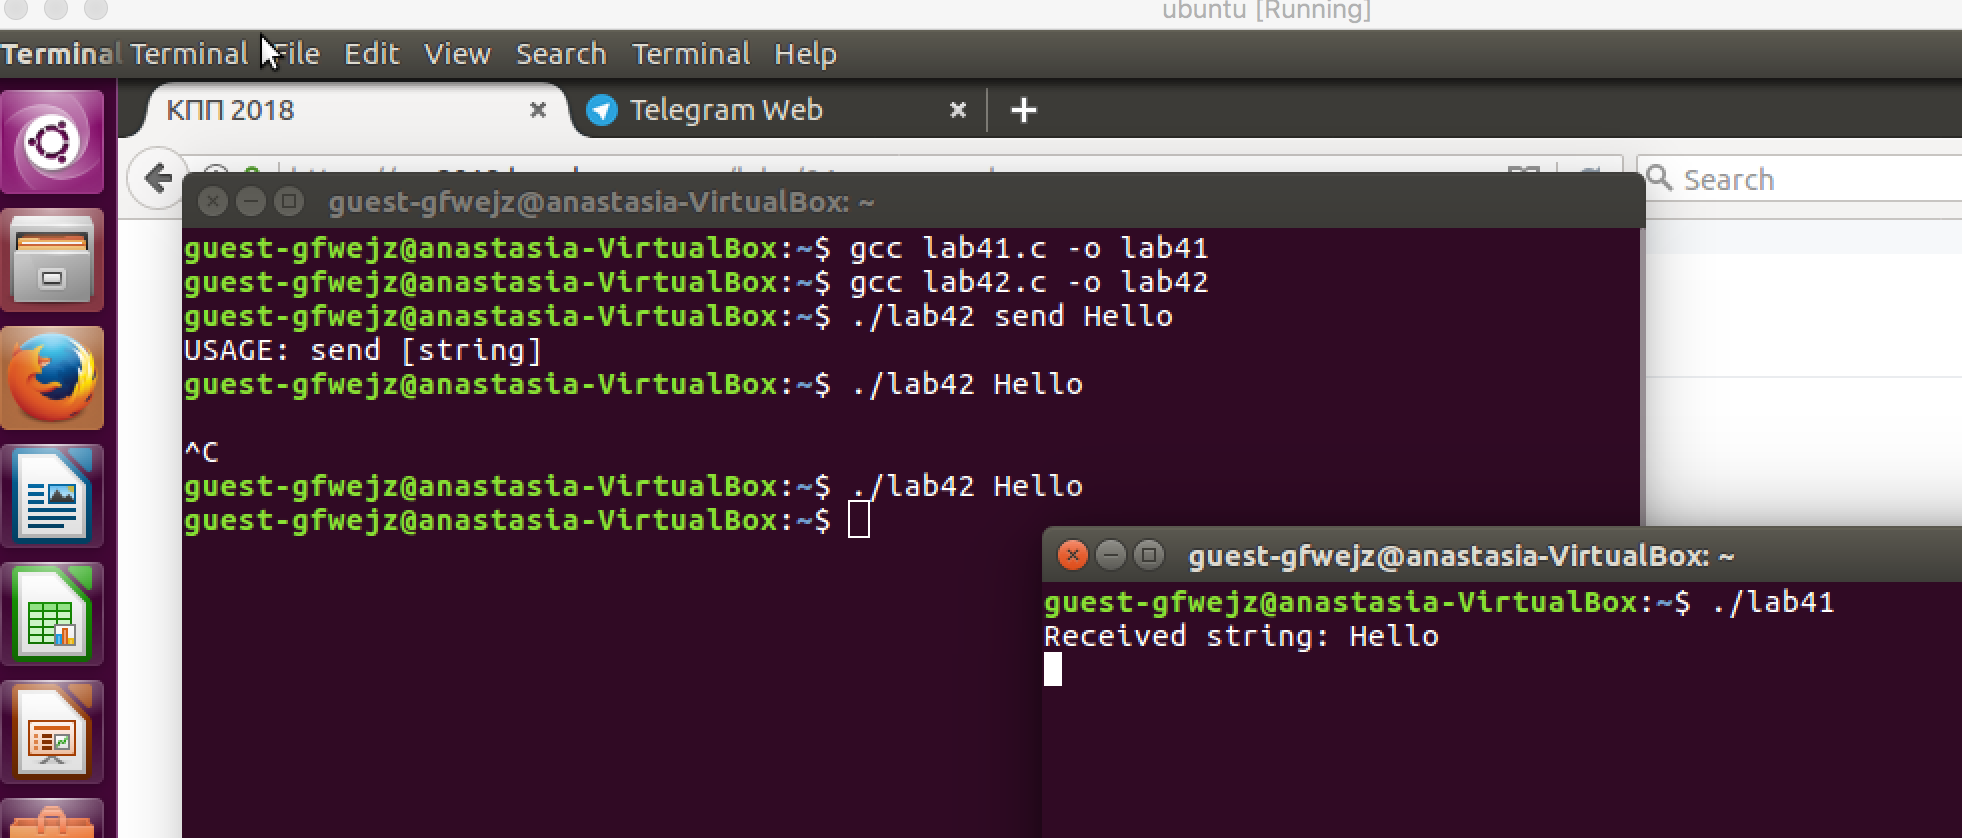 ubuntu [Running]
Terminal Terminal File Edit View Search Terminal Help
КПП 2018
Telegram Web
Search
guest-gfwejz@anastasia-VirtualBox: ~
guest-gfwejz@anastasia-VirtualBox:~$ gcc lab41.c -o lab41
guest-gfwejz@anastasia-VirtualBox:~$ gcc lab42.c -o lab42
guest-gfwejz@anastasia-VirtualBox:~$ ./lab42 send Hello
USAGE: send [string]
guest-gfwejz@anastasia-VirtualBox:~$ ./lab42 Hello
^C
guest-gfwejz@anastasia-VirtualBox:~$ ./lab42 Hello
guest-gfwejz@anastasia-VirtualBox:~$
guest-gfwejz@anastasia-VirtualBox: ~
guest-gfwejz@anastasia-VirtualBox:~$ ./lab41
Received string: Hello